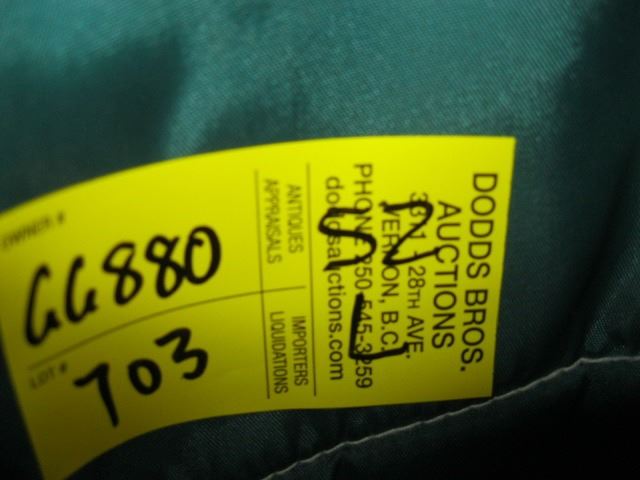 OWNER #
GG880
LOT #
703
ANTIQUES
APPRAISALS
IMPORTERS
LIQUIDATIONS
DODDS BROS.
AUCTIONS
3311 - 28TH AVE.
VERNON, B.C.
PHONE 250-545-3259
doddsauctions.com